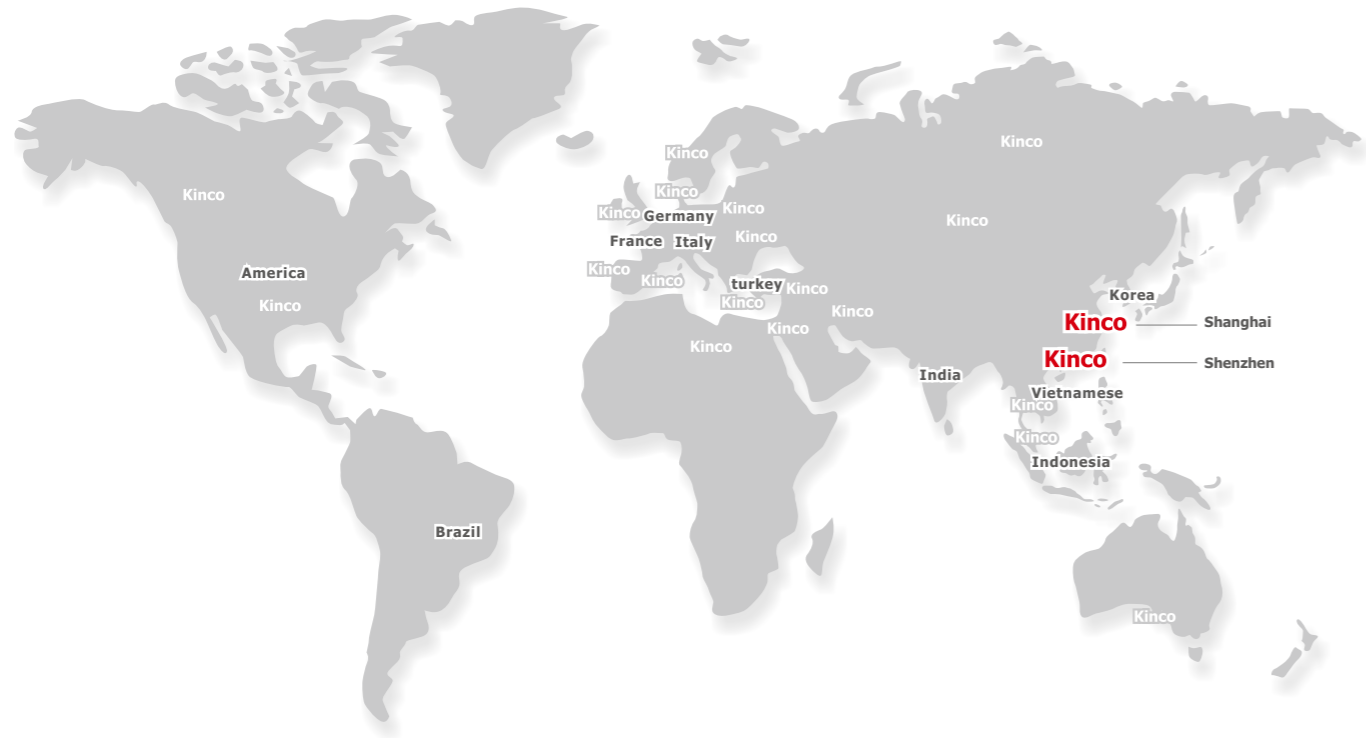 Kinco
Kinco
Kinco
Kinco
Kinco
Kinco
Kinco
Germany
Kinco
France
Italy
Kinco
Kinco
America
Kinco
turkey
Kinco
Korea
Kinco
Kinco
Kinco
Kinco
Shanghai
Kinco
Kinco
Kinco
Shenzhen
India
Vietnamese
Kinco
Kinco
Indonesia
Brazil
Kinco